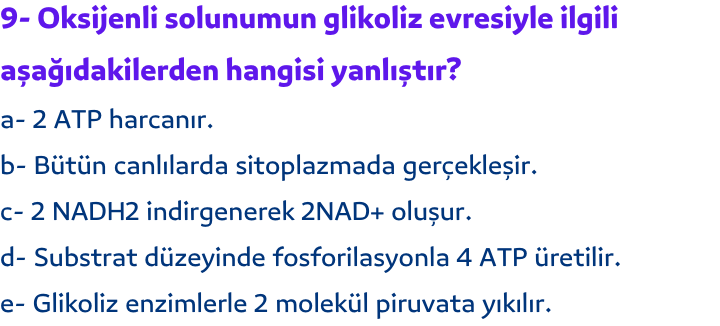 9- Oksijenli solunumun glikoliz evresiyle ilgili
aşağıdakilerden hangisi yanlıştır?
a- 2 ATP harcanır.
b- Bütün canlılarda sitoplazmada gerçekleşir.
c- 2 NADH2 indirgenerek 2NAD+ oluşur.
d- Substrat düzeyinde fosforilasyonla 4 ATP üretilir.
e- Glikoliz enzimlerle 2 molekül piruvata yıkılır.